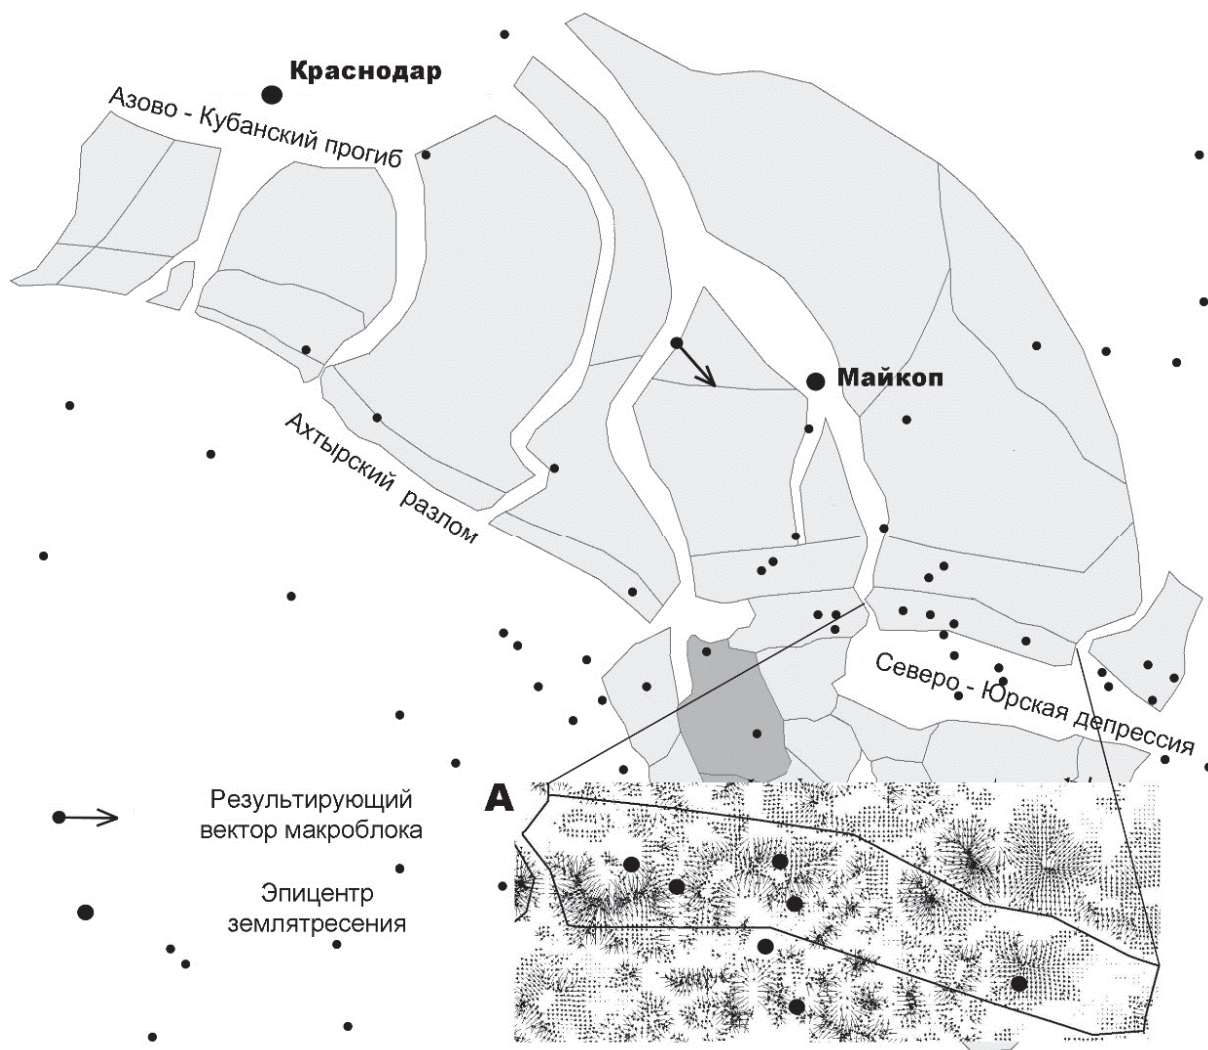 Краснодар
Азово - Кубанский прогиб
Майкоп
Ахтырский разлом
Северо - Юрская депрессия
А
Результирующий
вектор макроблока
Эпицентр
землятресения